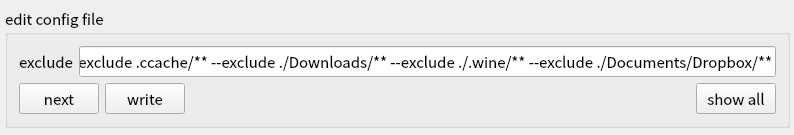 edit config file
exclude exclude .ccache/** --exclude ./Downloads/** --exclude ./.wine/** --exclude ./Documents/Dropbox/**
next write show all